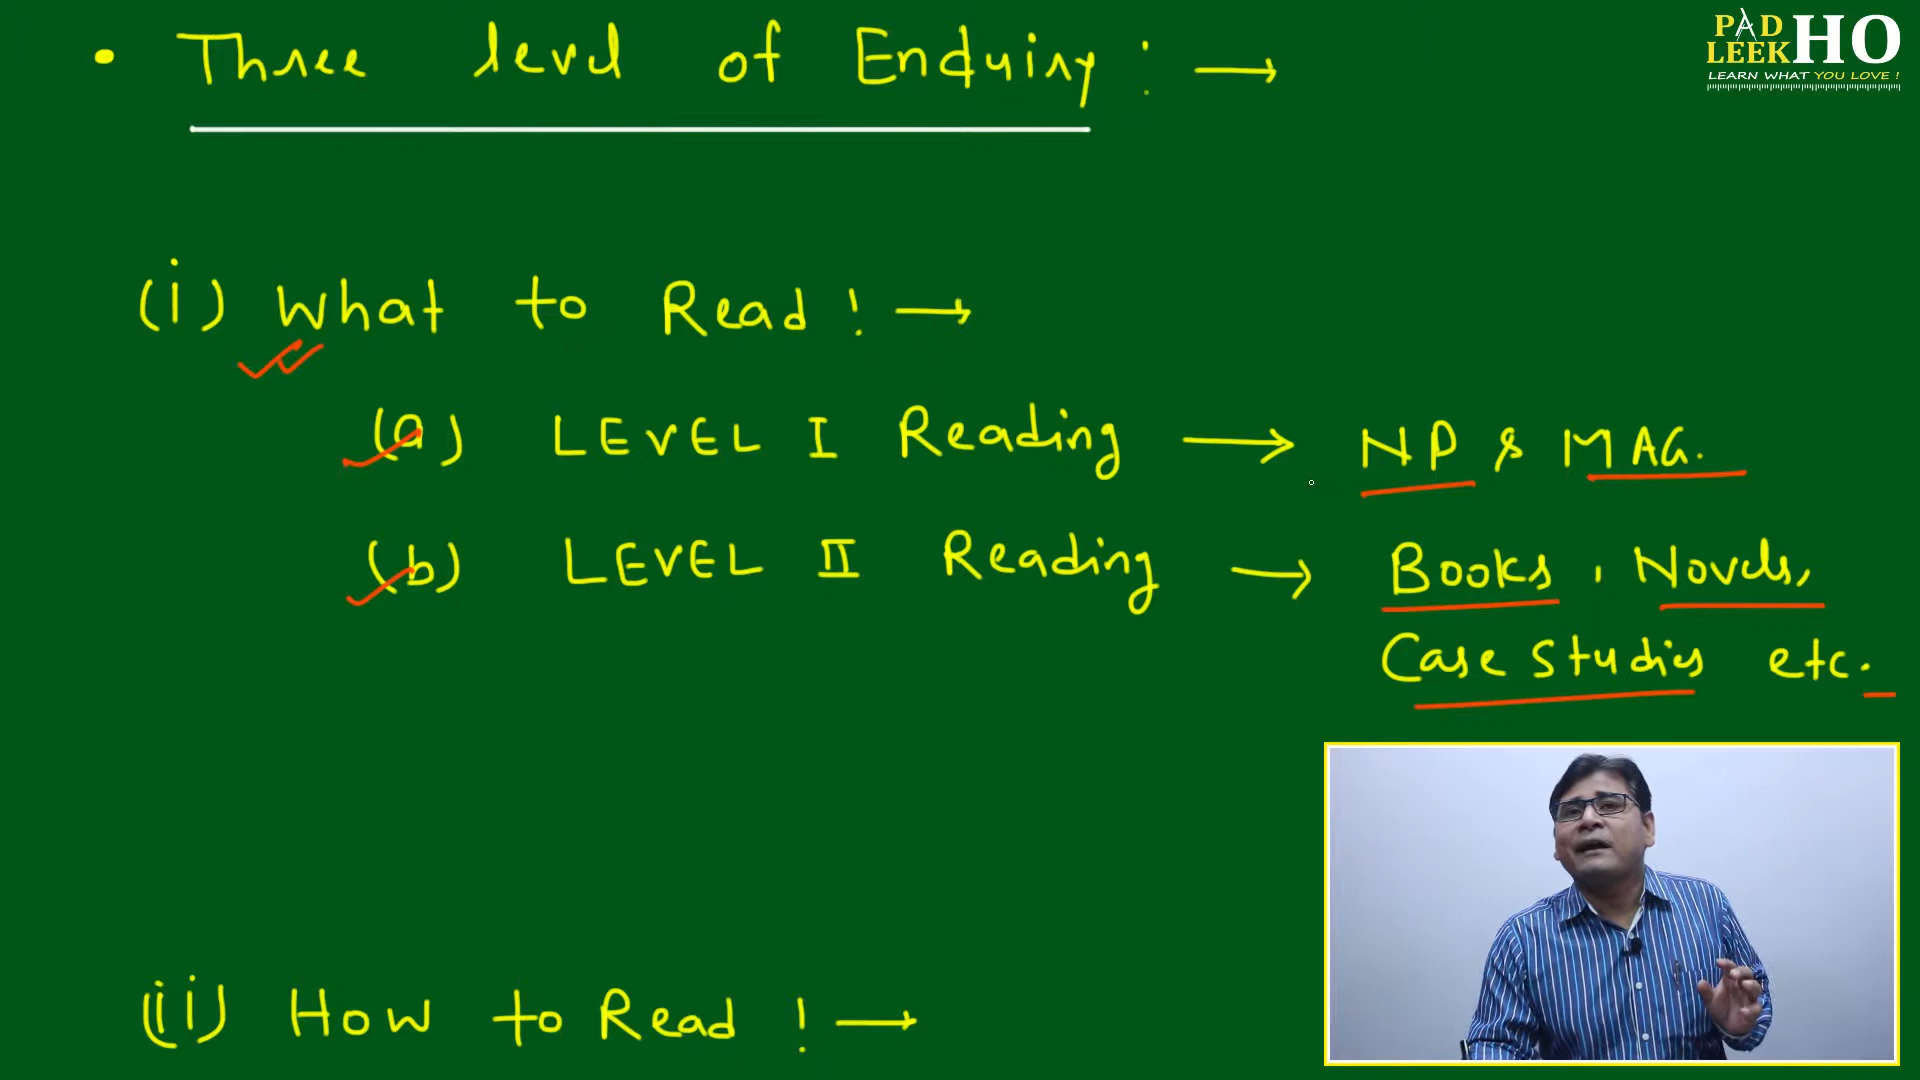 • Three level of Enquiry : →
PAD HO
LEEK
LEARN WHAT YOU LOVE !
(i) What to Read ! →
(a) LEVEL I Reading → NP & MAG.
(b) LEVEL II Reading → Books, Novels,
Case Studies etc.
(ii) How to Read ! →